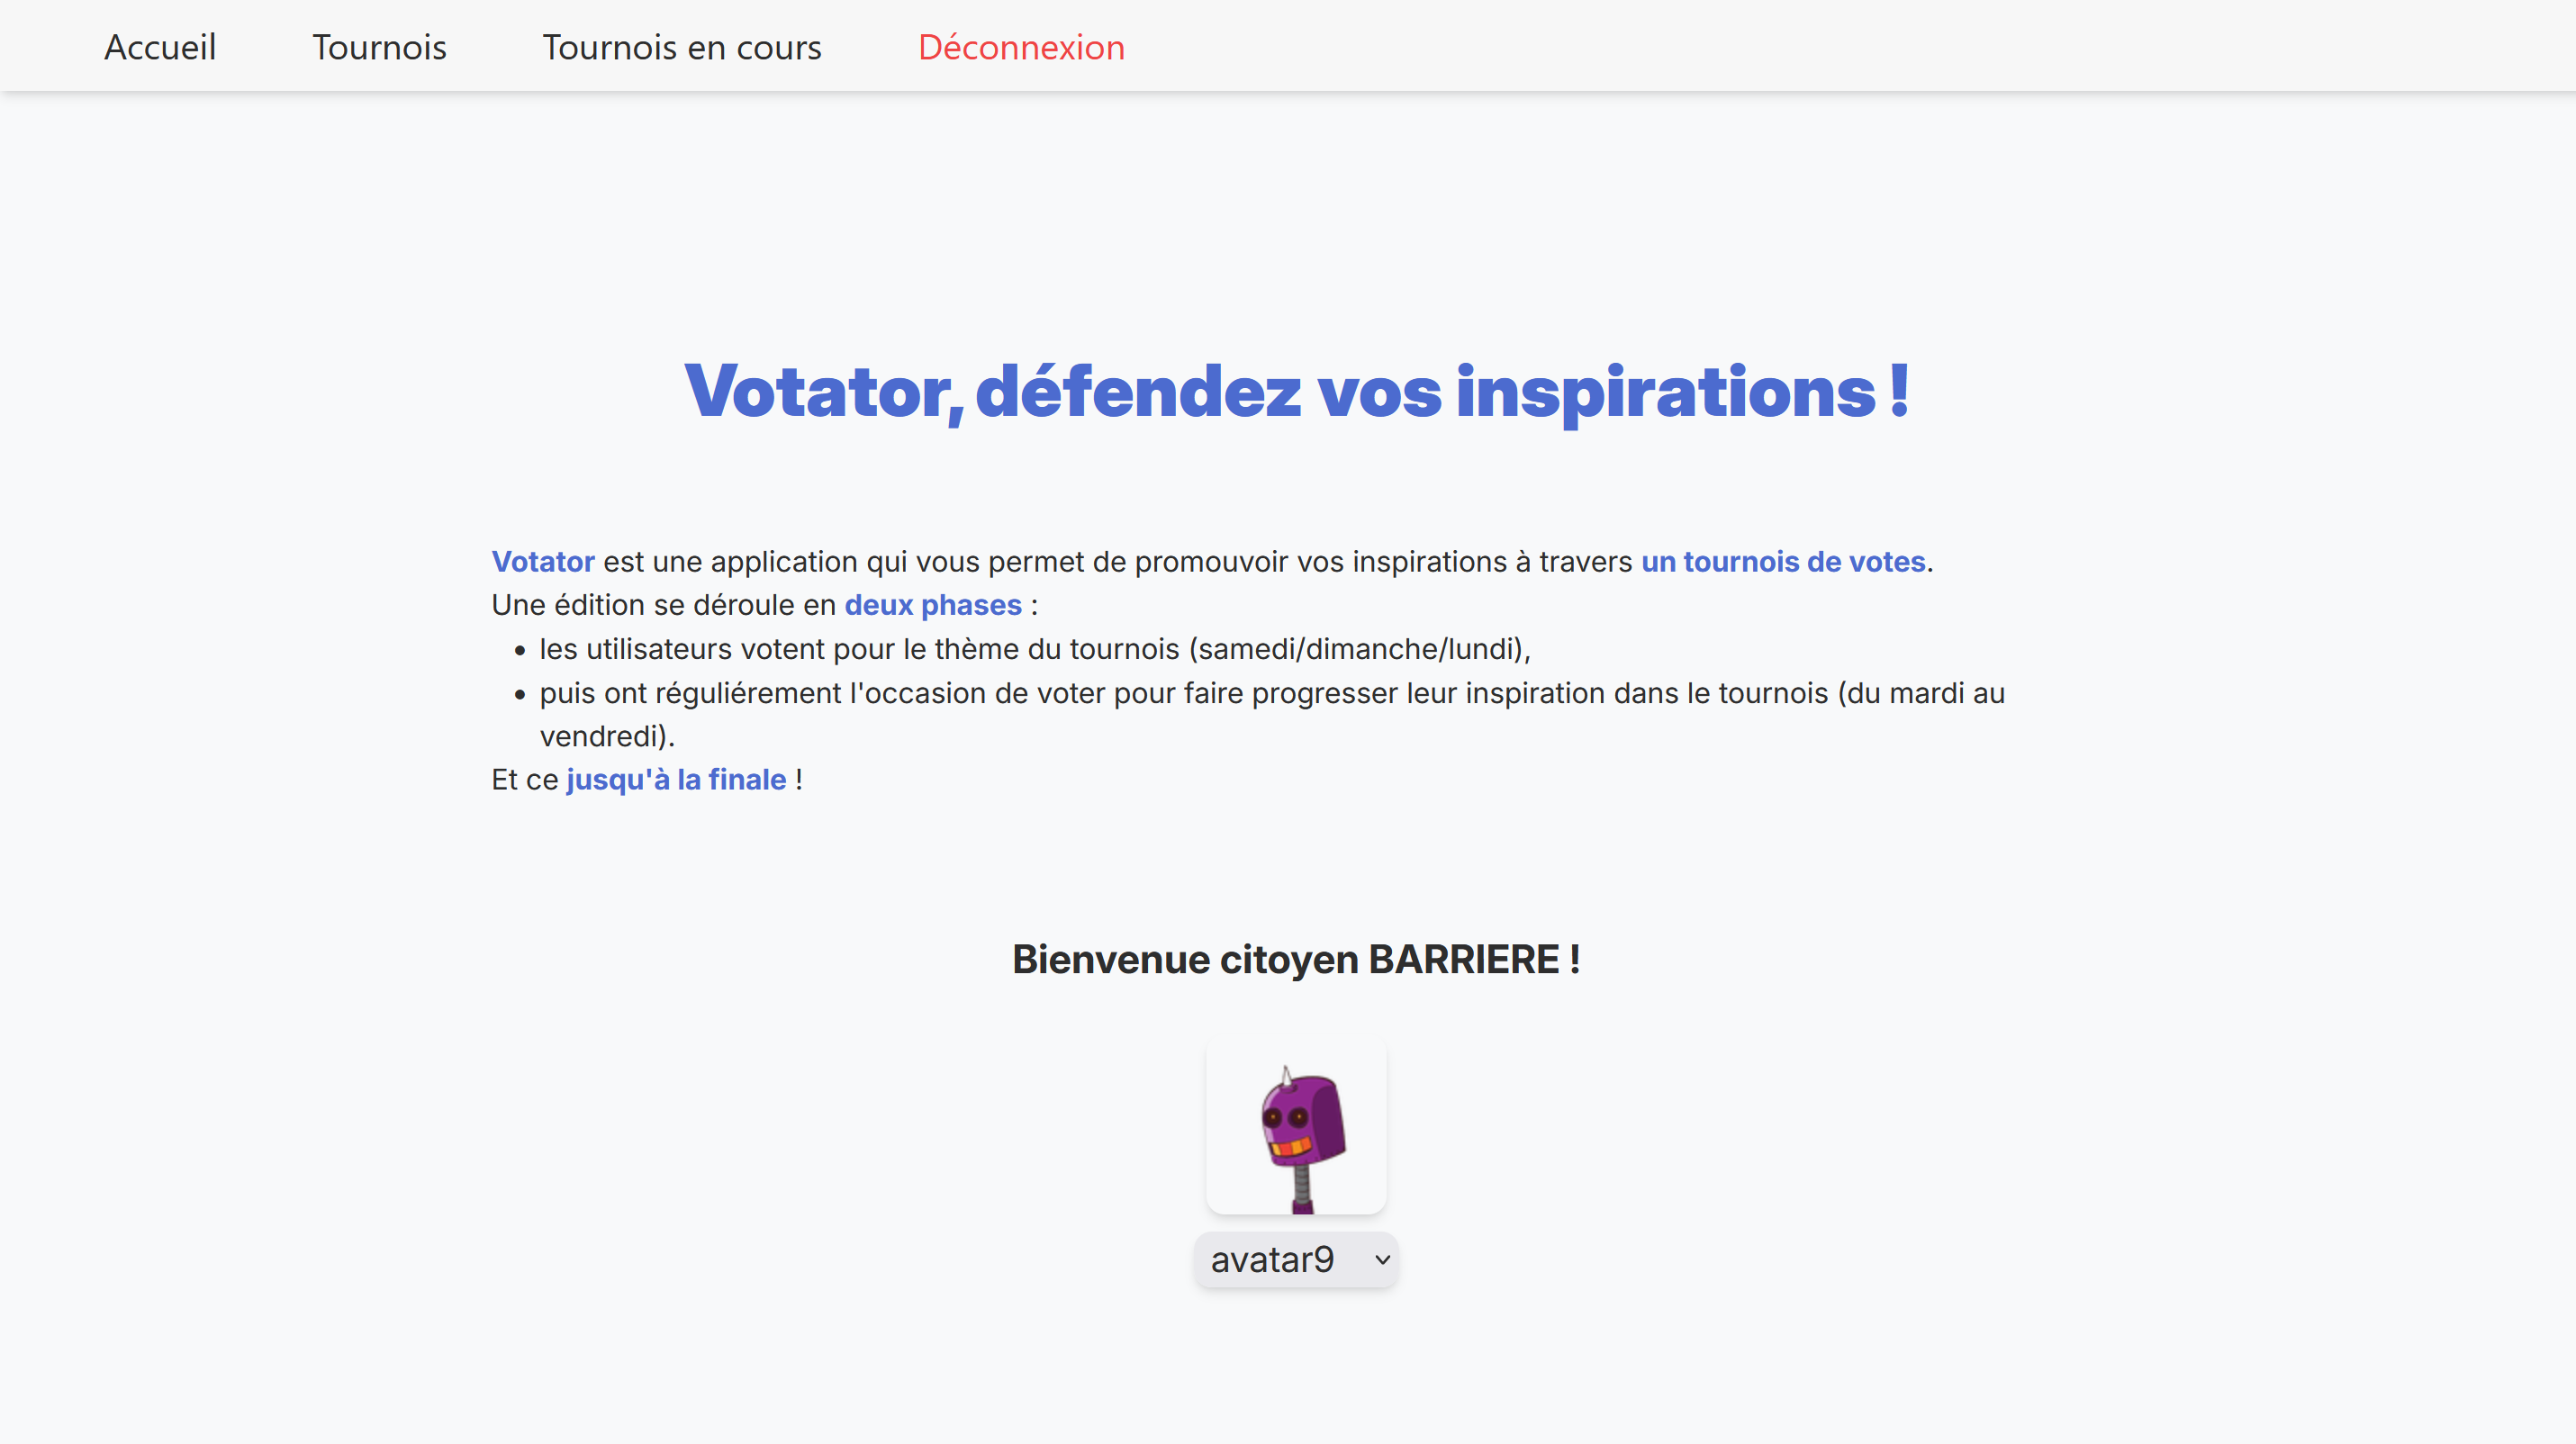 Accueil Tournois Tournois en cours Déconnexion
Votator, défendez vos inspirations !
Votator est une application qui vous permet de promouvoir vos inspirations à travers un tournois de votes.
Une édition se déroule en deux phases :
• les utilisateurs votent pour le thème du tournois (samedi/dimanche/lundi),
• puis ont réguliérement l'occasion de voter pour faire progresser leur inspiration dans le tournois (du mardi au
vendredi).
Et ce jusqu'à la finale !
Bienvenue citoyen BARRIERE !
avatar9